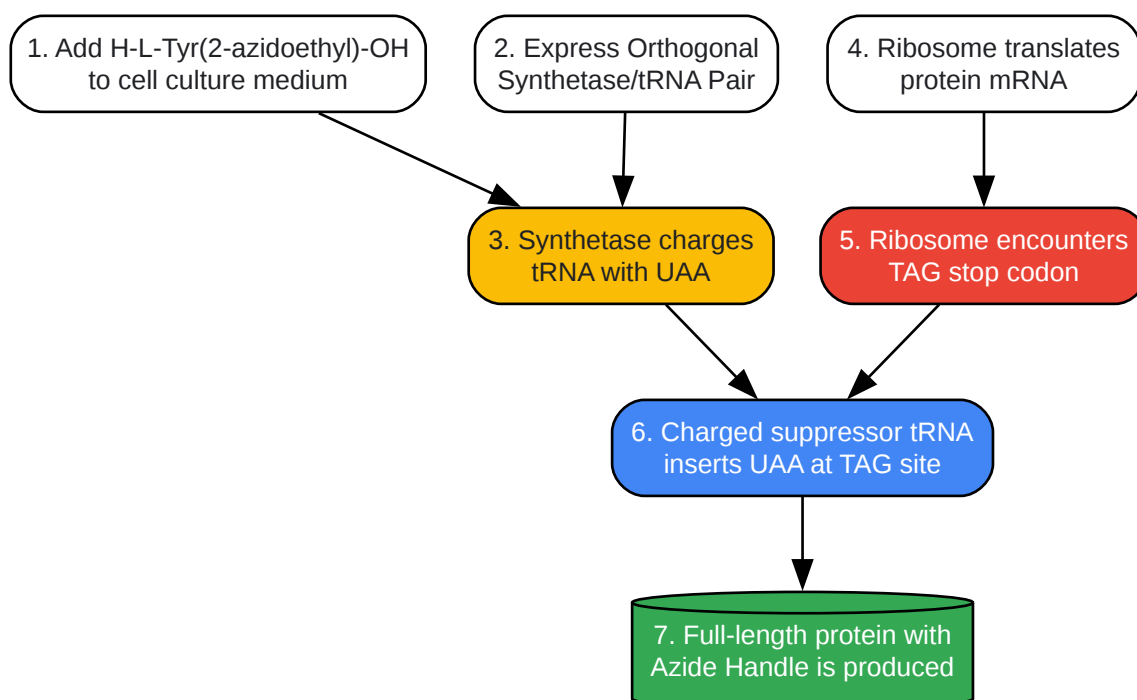 1. Add H-L-Tyr(2-azidoethyl)-OH
to cell culture medium
2. Express Orthogonal
Synthetase/tRNA Pair
4. Ribosome translates
protein mRNA
3. Synthetase charges
tRNA with UAA
5. Ribosome encounters
TAG stop codon
6. Charged suppressor tRNA
inserts UAA at TAG site
7. Full-length protein with
Azide Handle is produced